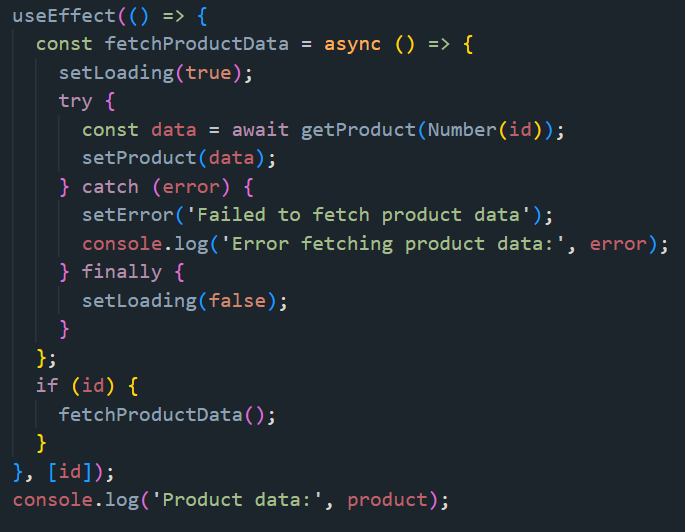 useEffect(() => {
const fetchProductData = async () => {
setLoading(true);
try {
const data = await getProduct(Number(id));
setProduct(data);
} catch (error) {
setError('Failed to fetch product data');
console.log('Error fetching product data:', error);
} finally {
setLoading(false);
}
};
if (id) {
fetchProductData();
}
}, [id]);
console.log('Product data:', product);